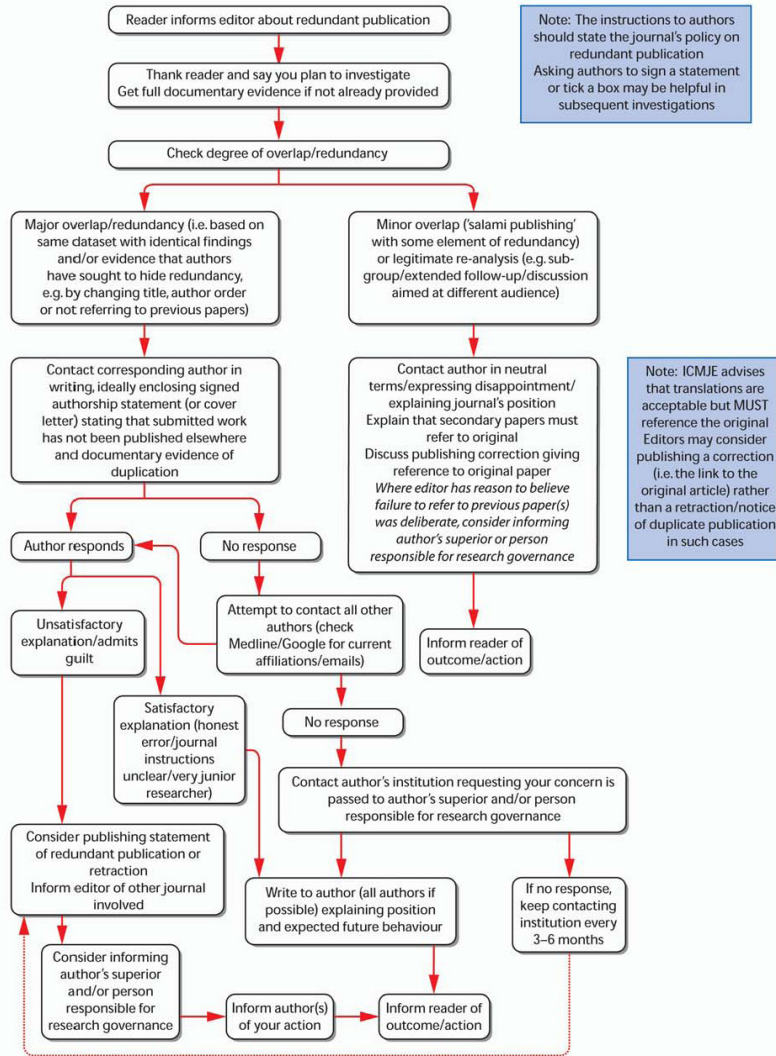 Reader informs editor about redundant publication
Note: The instructions to authors
should state the journal's policy on
redundant publication
Asking authors to sign a statement
or tick a box may be helpful in
subsequent investigations
Thank reader and say you plan to investigate
Get full documentary evidence if not already provided
Check degree of overlap/redundancy
Major overlap/redundancy (i.e. based on
same dataset with identical findings
and/or evidence that authors
have sought to hide redundancy,
e.g. by changing title, author order
or not referring to previous papers)
Minor overlap ('salami publishing'
with some element of redundancy)
or legitimate re-analysis (e.g. sub-
group/extended follow-up/discussion
aimed at different audience)
Contact corresponding author in
writing, ideally enclosing signed
authorship statement (or cover
letter) stating that submitted work
has not been published elsewhere
and documentary evidence of
duplication
Contact author in neutral
terms/expressing disappointment/
explaining journal's position
Explain that secondary papers must
refer to original
Discuss publishing correction giving
reference to original paper
Where editor has reason to believe
failure to refer to previous paper(s)
was deliberate, consider informing
author's superior or person
responsible for research governance
Note: ICMJE advises
that translations are
acceptable but MUST
reference the original
Editors may consider
publishing a correction
(i.e. the link to the
original article) rather
than a retraction/notice
of duplicate publication
in such cases
Author responds
No response
Unsatisfactory
explanation/admits
guilt
Attempt to contact all other
authors (check
Medline/Google for current
affiliations/emails)
Inform reader of
outcome/action
Satisfactory
explanation (honest
error/journal
instructions
unclear/very junior
researcher)
No response
Contact author's institution requesting your concern is
passed to author's superior and/or person
responsible for research governance
Consider publishing statement
of redundant publication or
retraction
Inform editor of other journal
involved
Write to author (all authors if
possible) explaining position
and expected future behaviour
If no response,
keep contacting
institution every
3–6 months
Consider informing
author's superior
and/or person
responsible for
research governance
Inform author(s)
of your action
Inform reader of
outcome/action